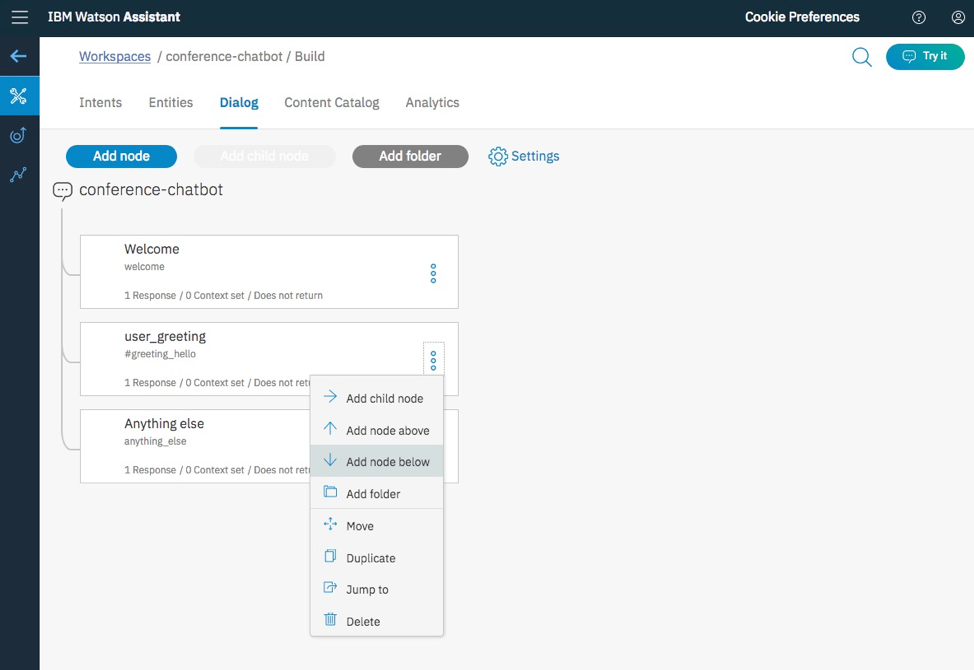 IBM Watson Assistant
Cookie Preferences
Workspaces / conference-chatbot / Build
Try it
Intents Entities Dialog Content Catalog Analytics
Add node Add child node Add folder Settings
conference-chatbot
Welcome
welcome
1 Response / 0 Context set / Does not return
user_greeting
#greeting_hello
1 Response / 0 Context set / Does not retu
Anything else
anything_else
1 Response / 0 Context set / Does not retu
Add child node
Add node above
Add node below
Add folder
Move
Duplicate
Jump to
Delete